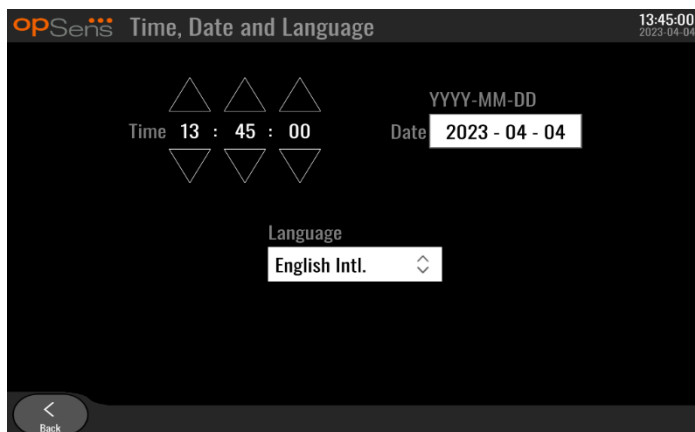 opSens Time, Date and Language 13:45:00
2023-04-04
YYYY-MM-DD
Time 13 : 45 : 00 Date 2023 - 04 - 04
Language
English Intl.
Back